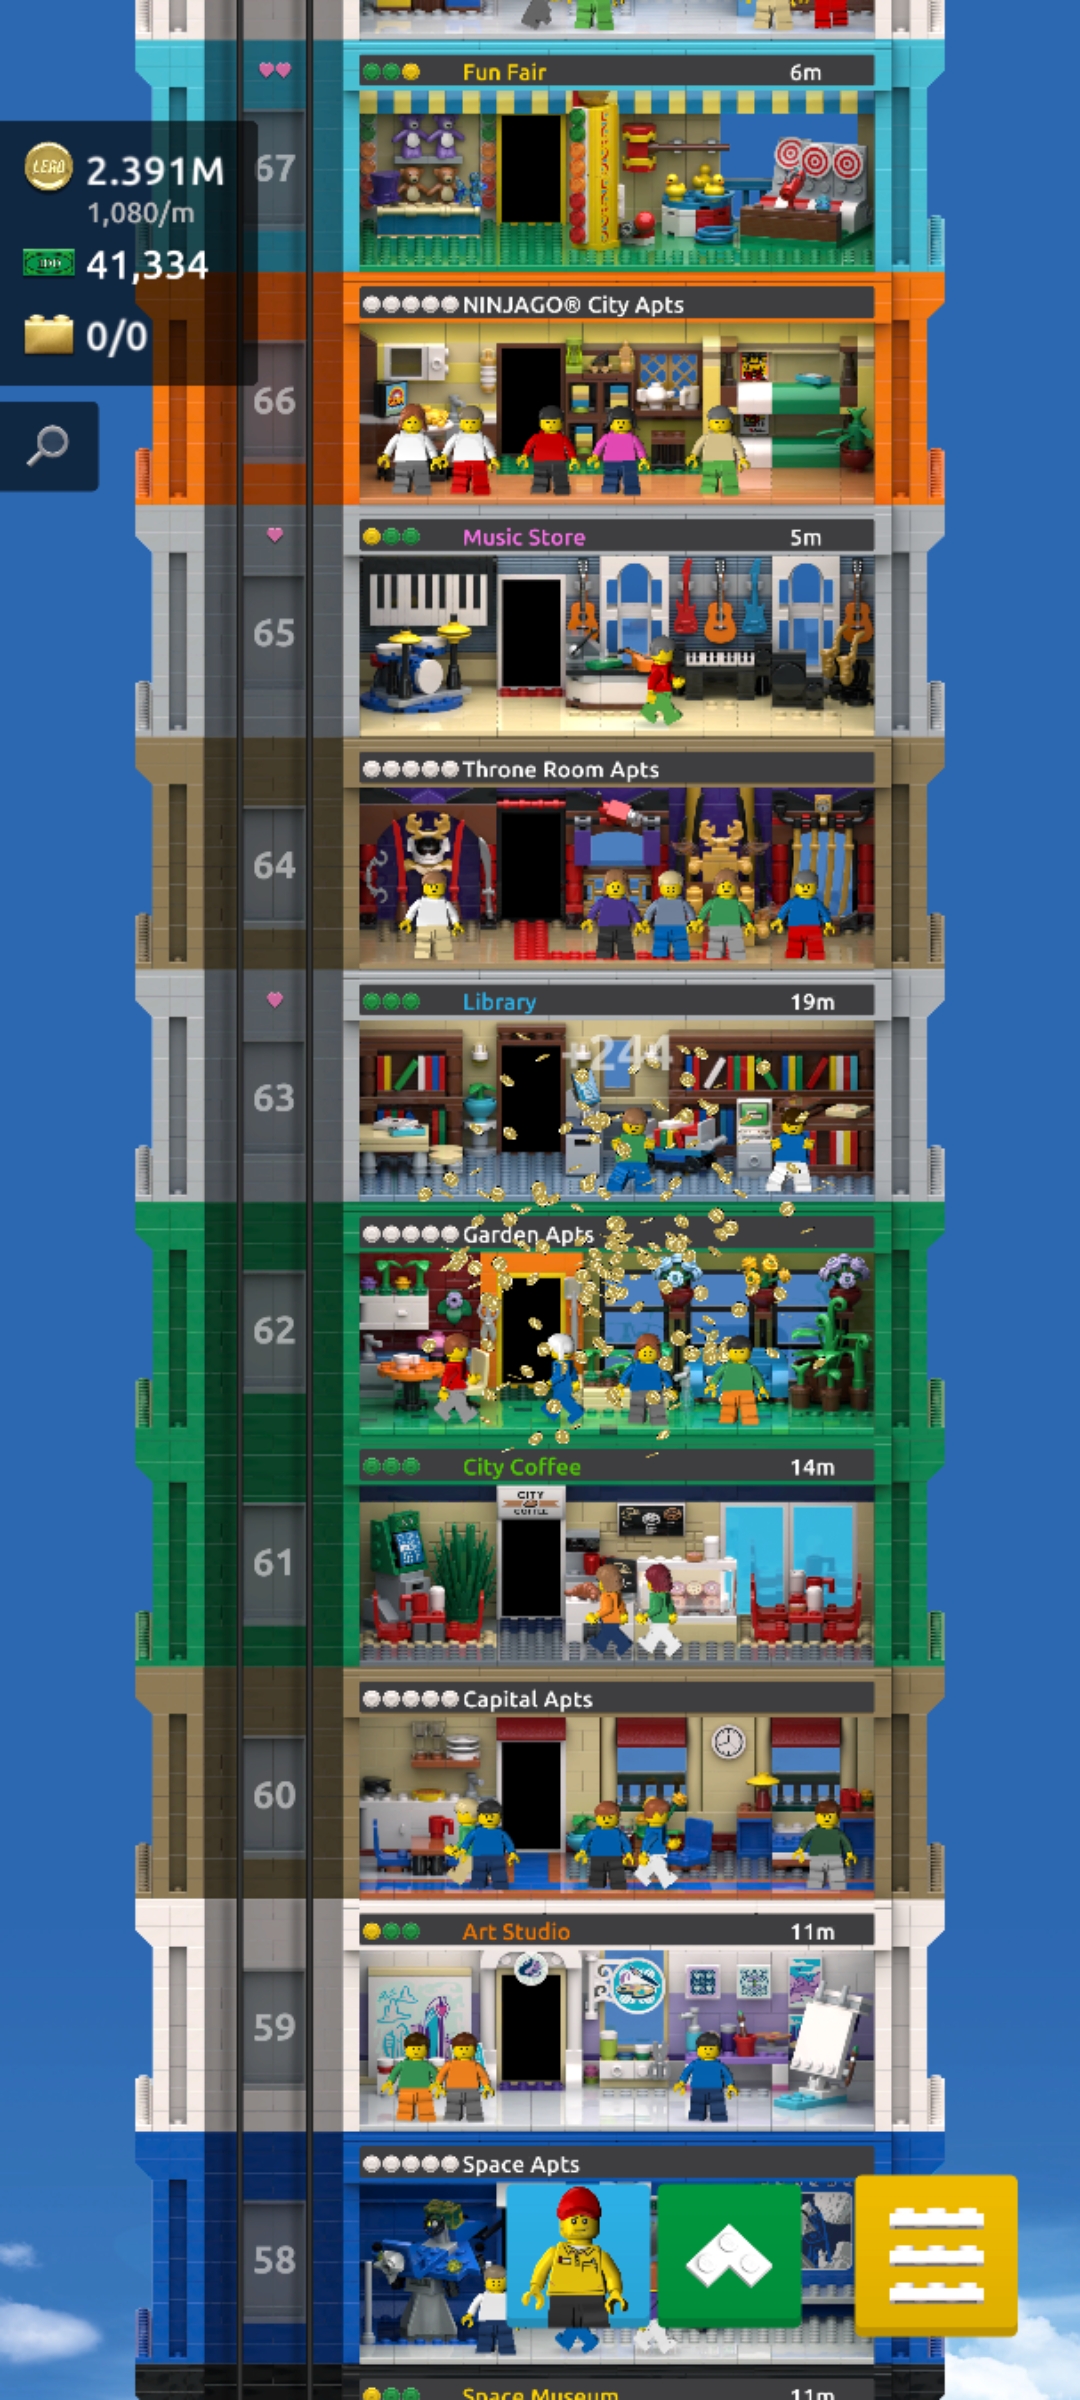 Fun Fair 6m
67
LEGO 2.391M
1,080/m
41,334
0/0
NINJAGO® City Apts
66
Music Store 5m
65
Throne Room Apts
64
Library 19m
+244
63
Garden Apts
62
City Coffee 14m
CITY
COFFEE
61
Capital Apts
60
Art Studio 11m
59
Space Apts
58
Space Museum 11m